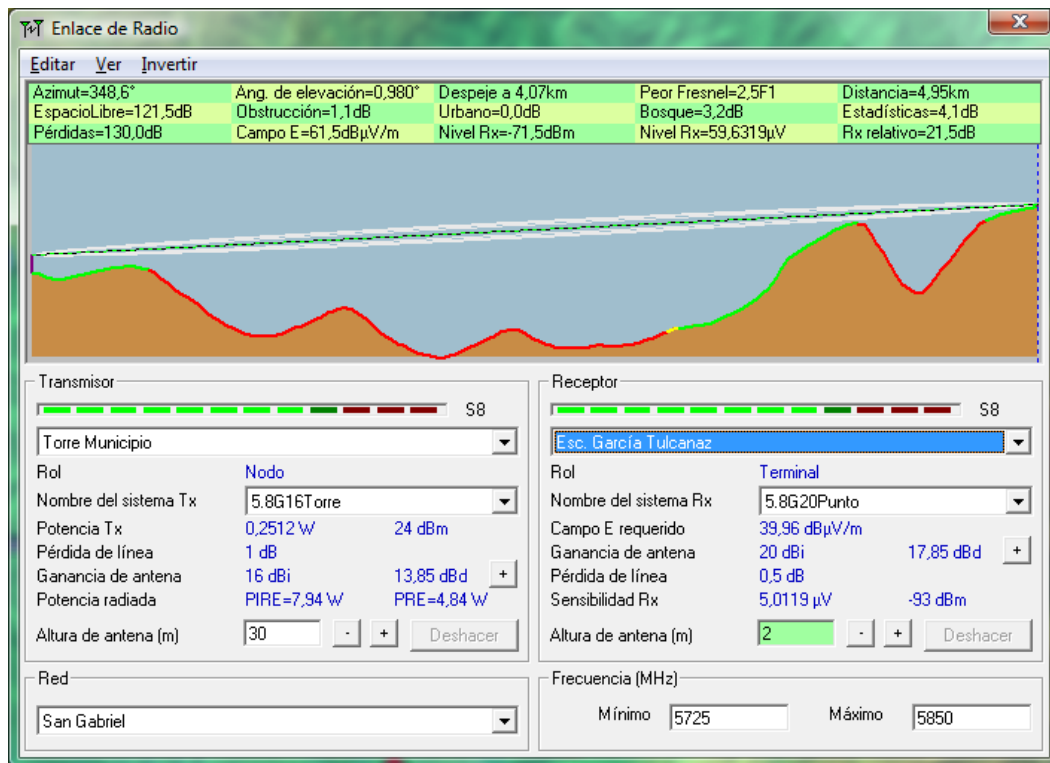 Enlace de Radio
Editar Ver Invertir
Azimut=348,6° Ang. de elevación=0,980° Despeje a 4,07km Peor Fresnel=2,5F1 Distancia=4,95km
EspacioLibre=121,5dB Obstrucción=1,1dB Urbano=0,0dB Bosque=3,2dB Estadísticas=4,1dB
Pérdidas=130,0dB Campo E=61,5dBµV/m Nivel Rx=-71,5dBm Nivel Rx=59,6319µV Rx relativo=21,5dB
Transmisor
S8
Torre Municipio
Rol Nodo
Nombre del sistema Tx 5.8G16Torre
Potencia Tx 0,2512 W 24 dBm
Pérdida de línea 1 dB
Ganancia de antena 16 dBi 13,85 dBd +
Potencia radiada PIRE=7,94 W PRE=4,84 W
Altura de antena (m) 30 - + Deshacer
Receptor
S8
Esc. García Tulcanaz
Rol Terminal
Nombre del sistema Rx 5.8G20Punto
Campo E requerido 39,96 dBµV/m
Ganancia de antena 20 dBi 17,85 dBd +
Pérdida de línea 0,5 dB
Sensibilidad Rx 5,0119 µV -93 dBm
Altura de antena (m) 2 - + Deshacer
Red
San Gabriel
Frecuencia (MHz)
Mínimo 5725 Máximo 5850